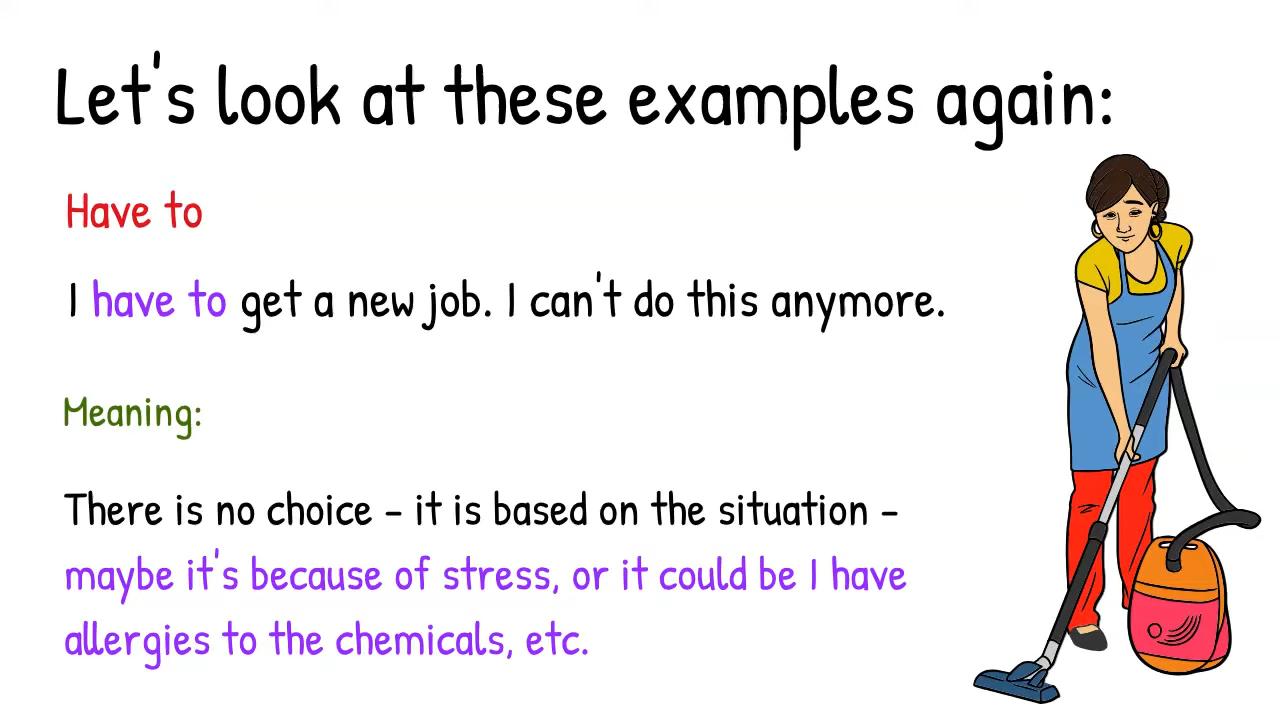 Let's look at these examples again:
Have to
I have to get a new job. I can't do this anymore.
Meaning:
There is no choice – it is based on the situation –
maybe it's because of stress, or it could be I have
allergies to the chemicals, etc.